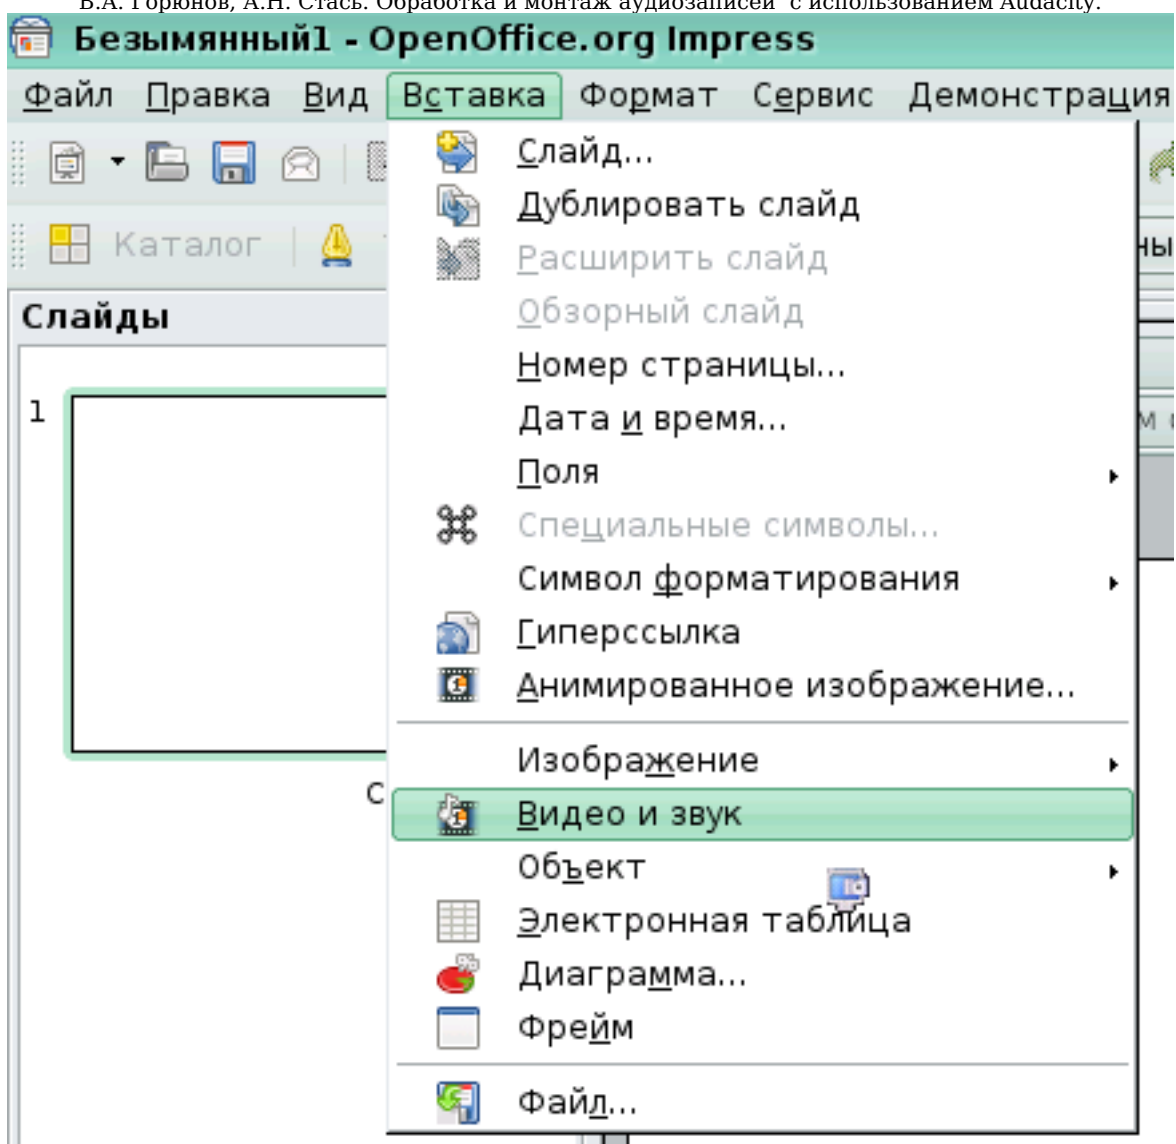 В.А. Горюнов, А.Н. Стась. Обработка и монтаж аудиозаписей с использованием Audacity.
Безымянный1 - OpenOffice.org Impress
Файл Правка Вид Вставка Формат Сервис Демонстрация
Каталог
Слайды
1
Слайд...
Дублировать слайд
Расширить слайд
Обзорный слайд
Номер страницы...
Дата и время...
Поля
Специальные символы...
Символ форматирования
Гиперссылка
Анимированное изображение...
Изображение
Видео и звук
Объект
Электронная таблица
Диаграмма...
Фрейм
Файл...